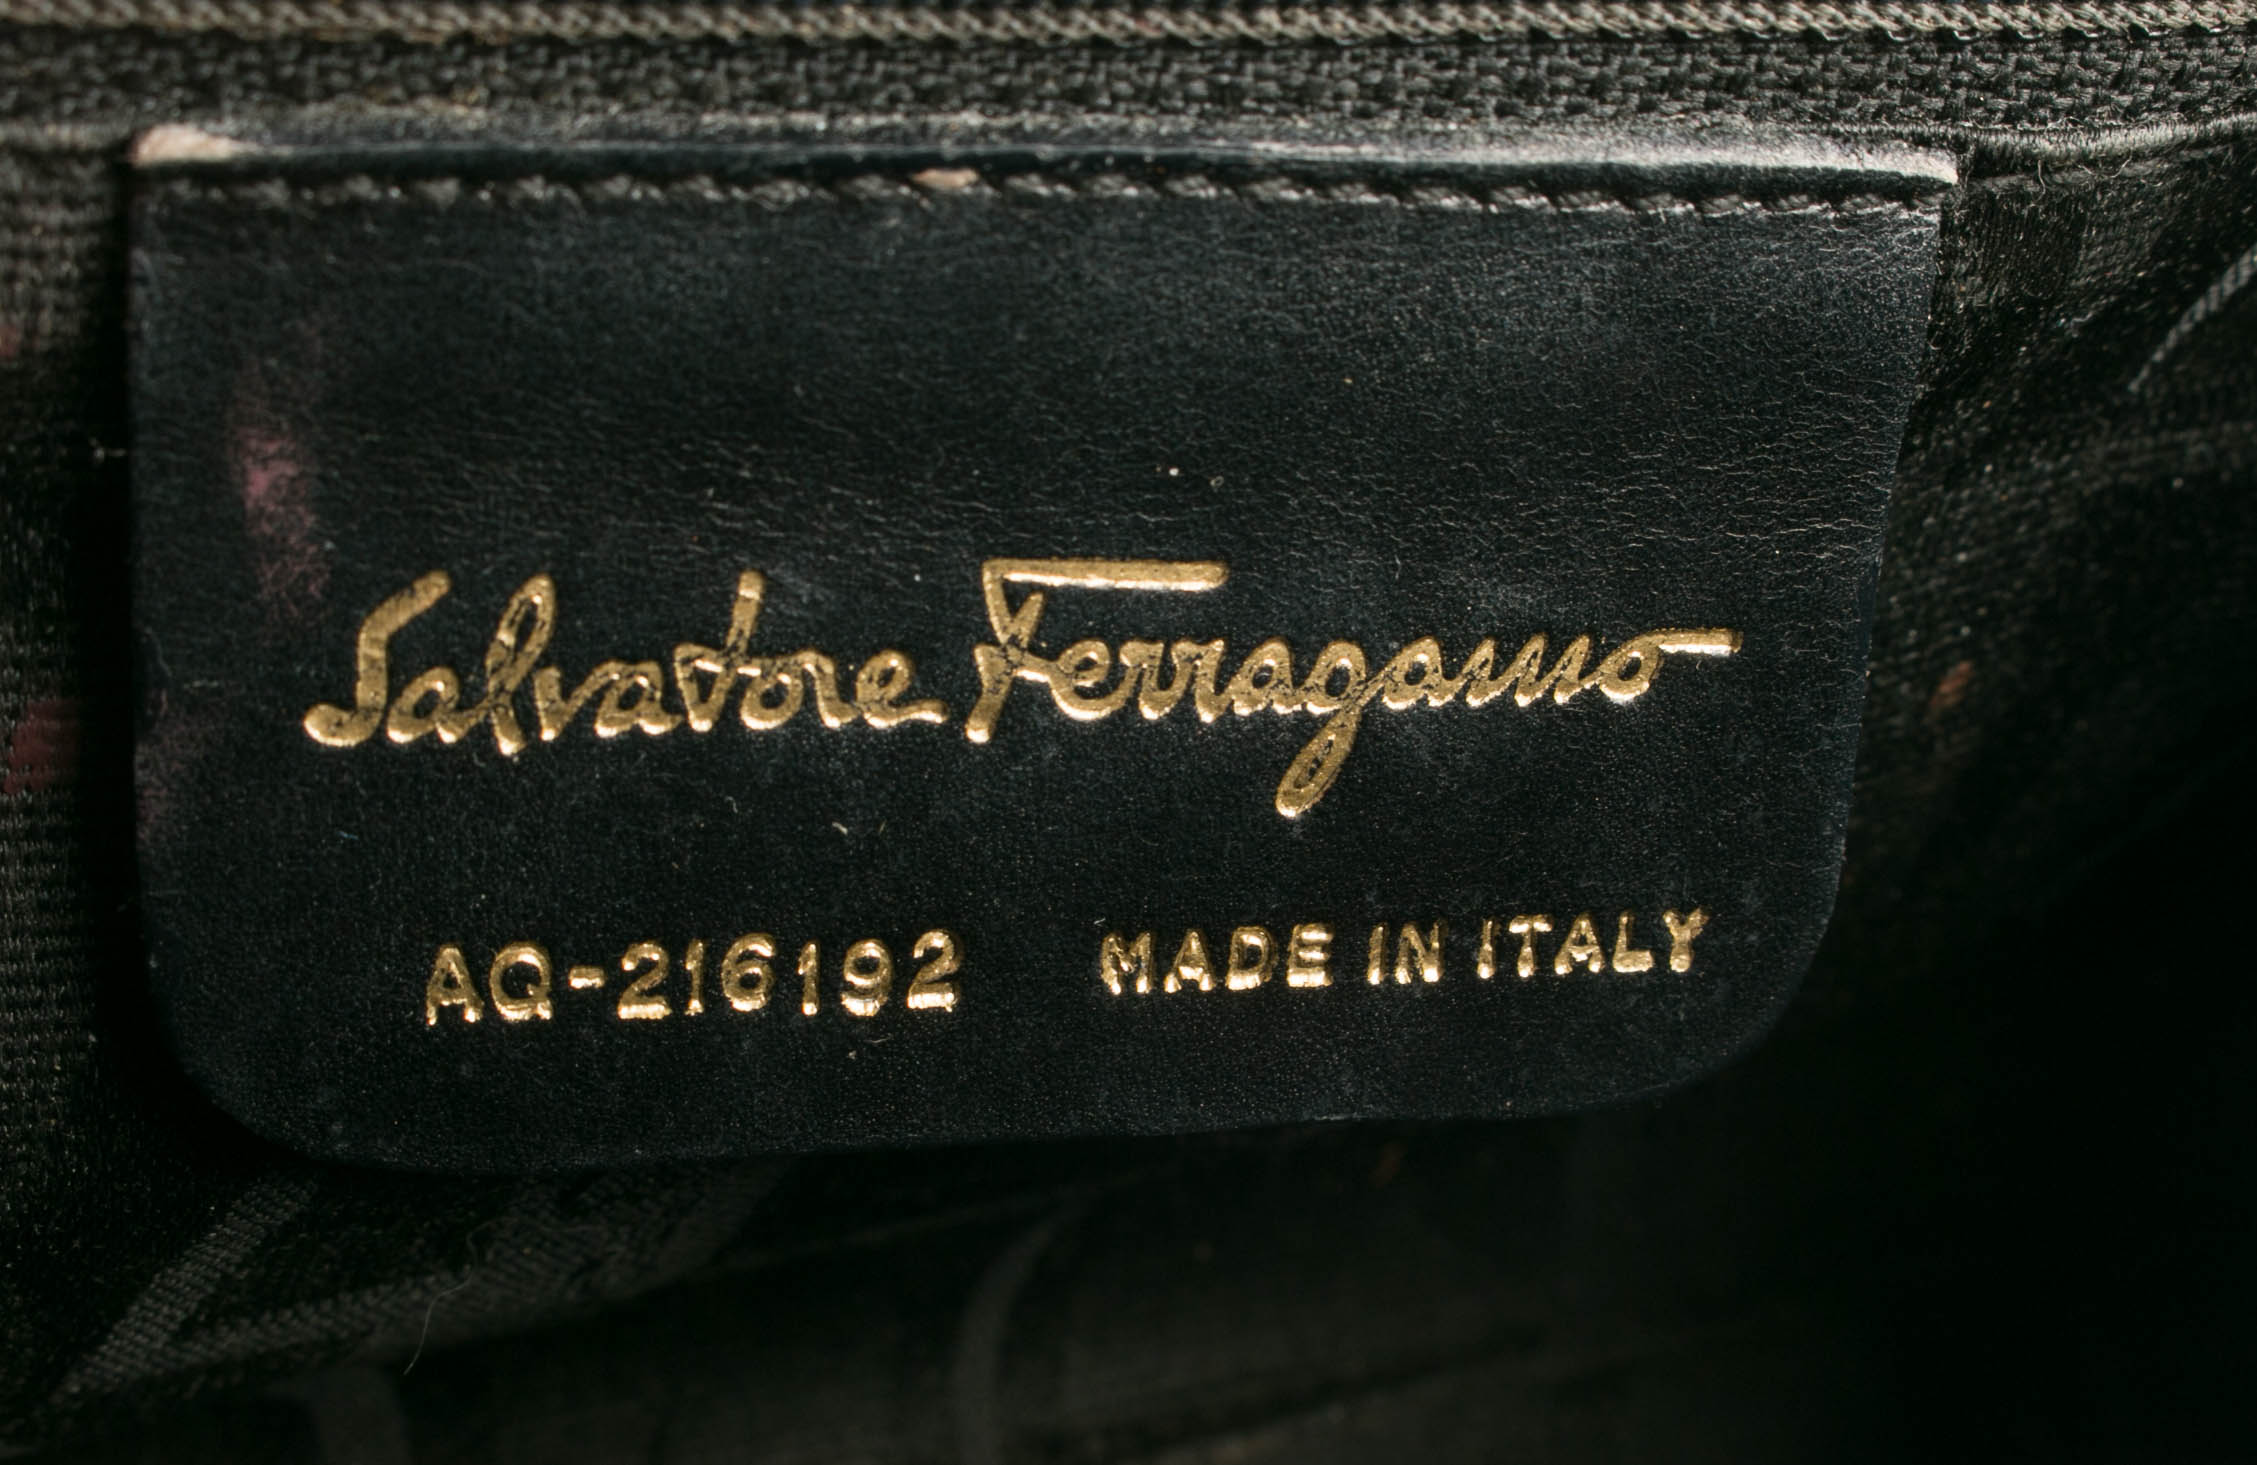 Salvatore Ferragamo
AQ-216192 MADE IN ITALY